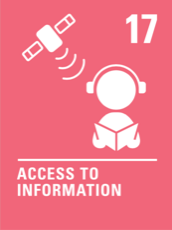 17
ACCESS TO
INFORMATION